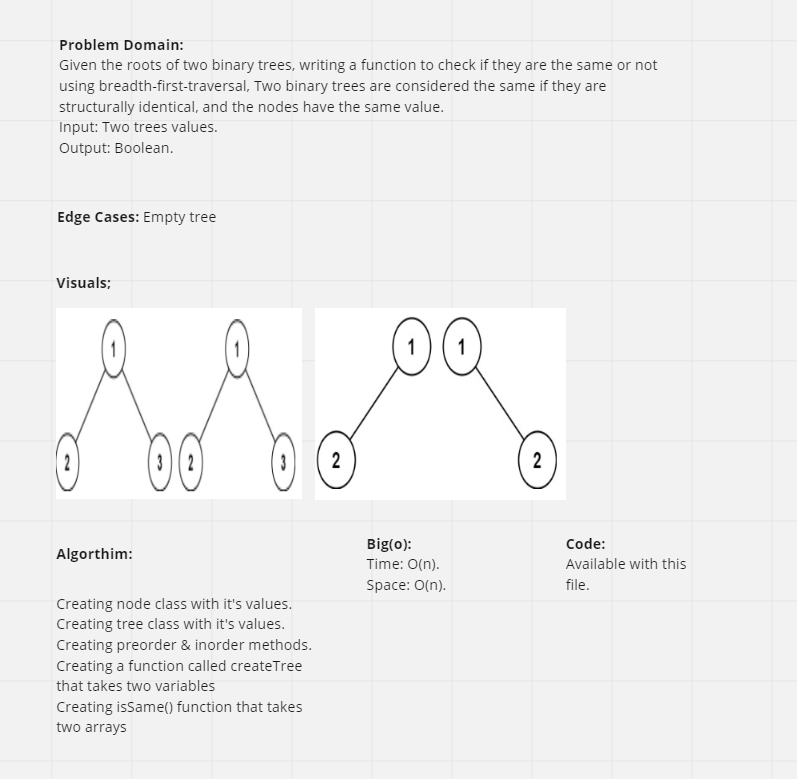 Problem Domain:
Given the roots of two binary trees, writing a function to check if they are the same or not
using breadth-first-traversal, Two binary trees are considered the same if they are
structurally identical, and the nodes have the same value.
Input: Two trees values.
Output: Boolean.
Edge Cases: Empty tree
Visuals;
1 1
2 3 2 3
1 1
2 2
Algorthim:
Creating node class with it's values.
Creating tree class with it's values.
Creating preorder & inorder methods.
Creating a function called createTree
that takes two variables
Creating isSame() function that takes
two arrays
Big(o):
Time: O(n).
Space: O(n).
Code:
Available with this
file.